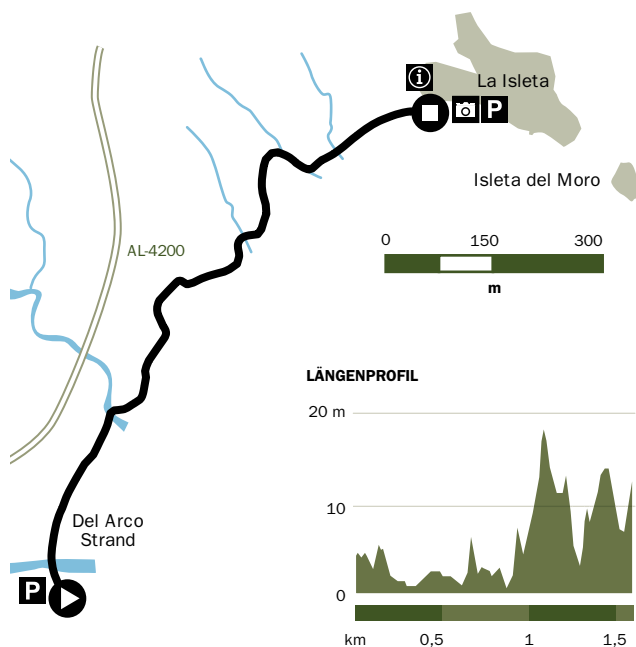 i
La Isleta
P
Isleta del Moro
0 150 300
m
AL-4200
LÄNGENPROFIL
20 m
10
0
km 0,5 1 1,5
Del Arco
Strand
P